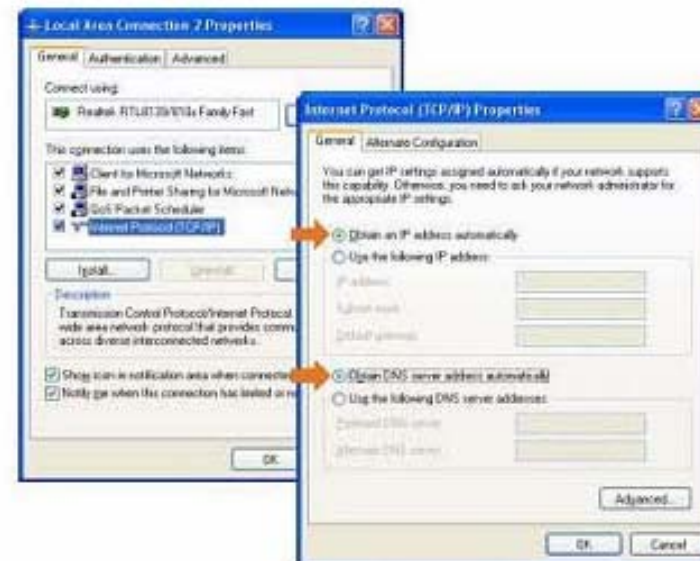 Local Area Connection 2 Properties
General Authentication Advanced
Connect using:
Realtek RTL8139/810x Family Fast
This connection uses the following items:
Client for Microsoft Networks
File and Printer Sharing for Microsoft Netw
QoS Packet Scheduler
Internet Protocol (TCP/IP)
Install...
Uninstall
Description
Transmission Control Protocol/Internet Protocol.
wide area network protocol that provides commu
across diverse interconnected networks.
Show icon in notification area when connected
Notify me when this connection has limited or n
OK
Internet Protocol (TCP/IP) Properties
General Alternate Configuration
You can get IP settings assigned automatically if your network supports
this capability. Otherwise, you need to ask your network administrator for
the appropriate IP settings.
Obtain an IP address automatically
Use the following IP address:
IP address:
Subnet mask:
Default gateway:
Obtain DNS server address automatically
Use the following DNS server addresses:
Preferred DNS server:
Alternate DNS server:
Advanced...
OK Cancel